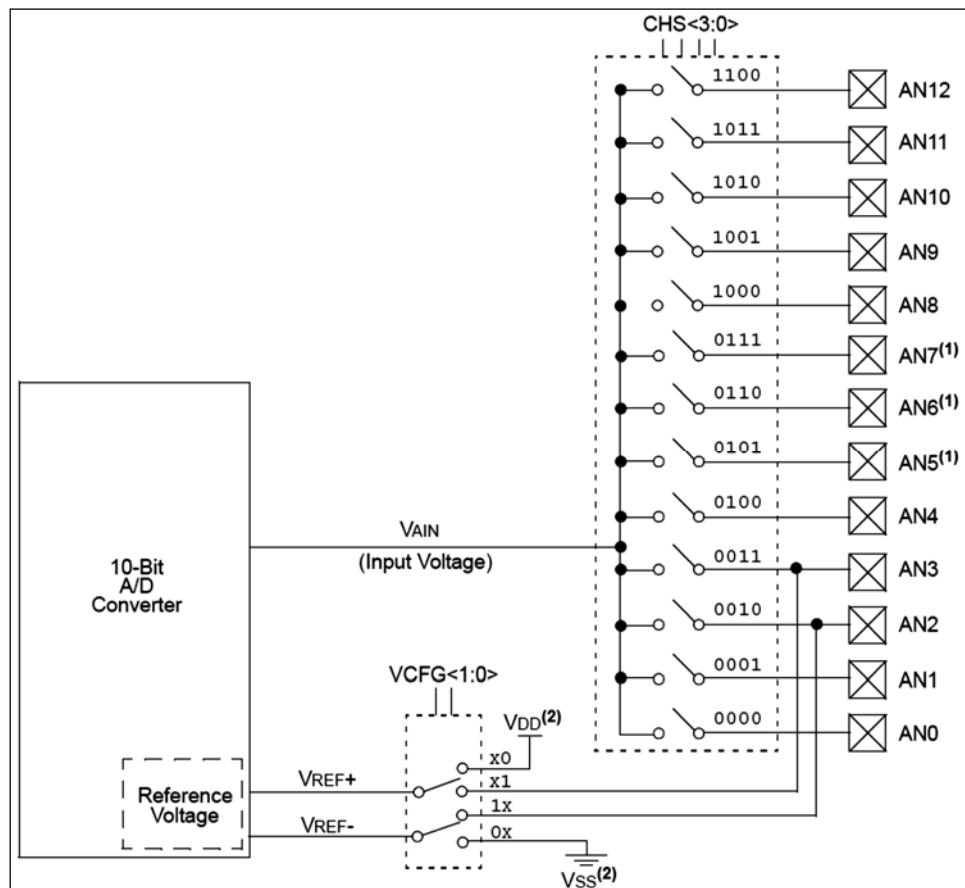 CHS<3:0>
1100 AN12
1011 AN11
1010 AN10
1001 AN9
1000 AN8
0111 AN7(1)
0110 AN6(1)
0101 AN5(1)
0100 AN4
VAIN
(Input Voltage)
0011 AN3
10-Bit
A/D
Converter
0010 AN2
VCFG<1:0>
0001 AN1
VDD(2)
0000 AN0
x0
Reference
Voltage
VREF+
x1
1x
VREF-
0x
VSS(2)